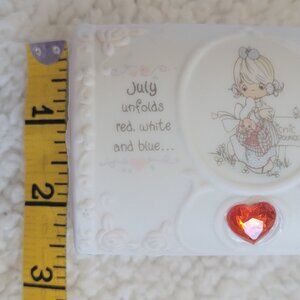 July
unfolds
red, white
and blue...
1
2
3